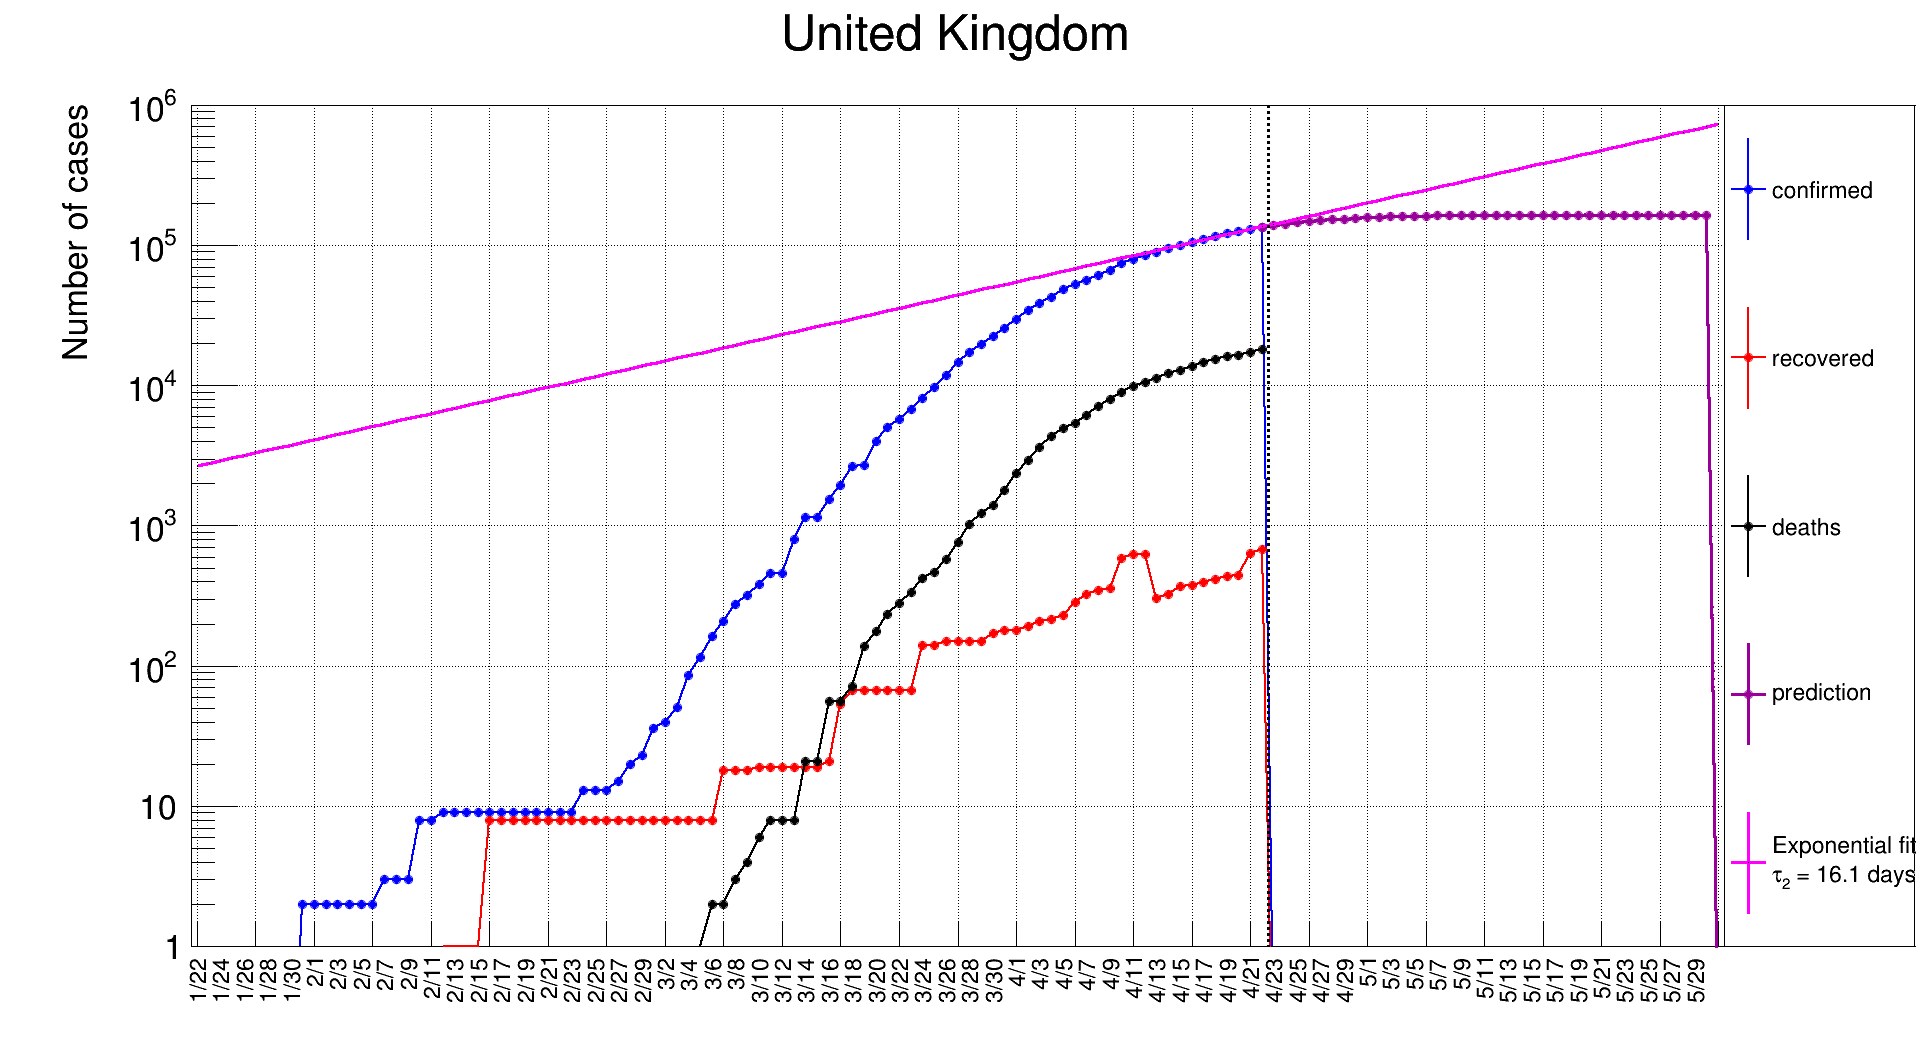 United Kingdom
Number of cases
10^6
10^5
10^4
10^3
10^2
10
1
1/22 1/24 1/26 1/28 1/30 2/1 2/3 2/5 2/7 2/9 2/11 2/13 2/15 2/17 2/19 2/21 2/23 2/25 2/27 2/29 3/2 3/4 3/6 3/8 3/10 3/12 3/14 3/16 3/18 3/20 3/22 3/24 3/26 3/28 3/30 4/1 4/3 4/5 4/7 4/9 4/11 4/13 4/15 4/17 4/19 4/21 4/23 4/25 4/27 4/29 5/1 5/3 5/5 5/7 5/9 5/11 5/13 5/15 5/17 5/19 5/21 5/23 5/25 5/27 5/29
confirmed
recovered
deaths
prediction
Exponential fit
τ₂ = 16.1 days